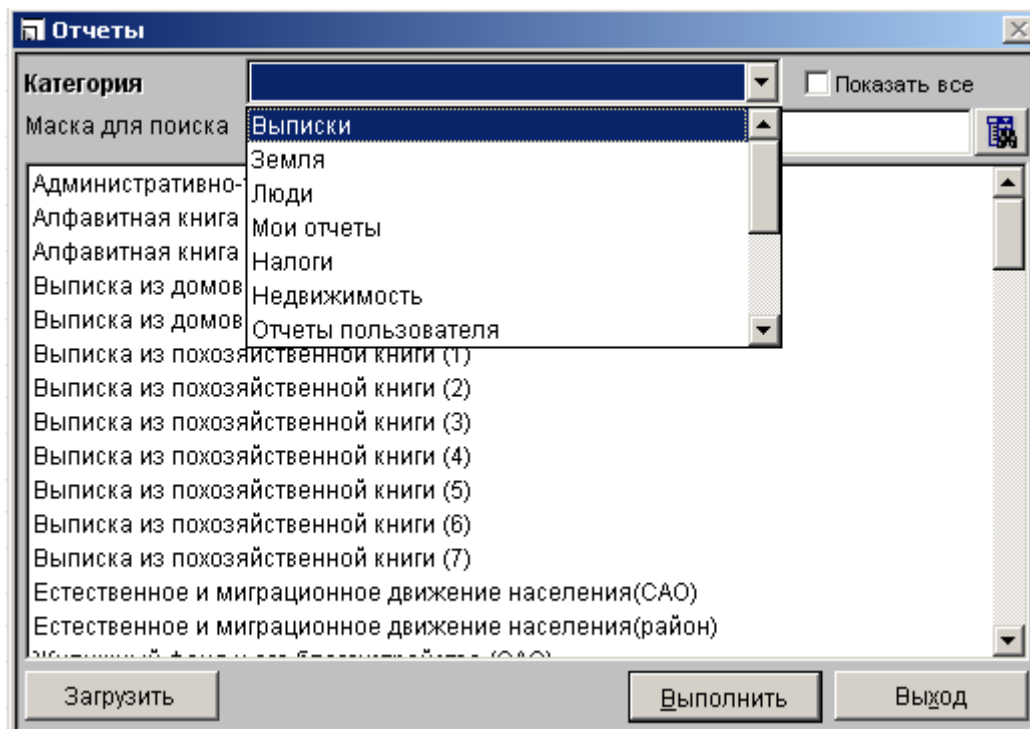 Отчеты
Категория
Показать все
Маска для поиска
Выписки
Земля
Люди
Мои отчеты
Налоги
Недвижимость
Отчеты пользователя
Административно-
Алфавитная книга
Алфавитная книга
Выписка из домов
Выписка из домов
Выписка из похозяйственной книги (1)
Выписка из похозяйственной книги (2)
Выписка из похозяйственной книги (3)
Выписка из похозяйственной книги (4)
Выписка из похозяйственной книги (5)
Выписка из похозяйственной книги (6)
Выписка из похозяйственной книги (7)
Естественное и миграционное движение населения(САО)
Естественное и миграционное движение населения(район)
Загрузить
Выполнить
Выход